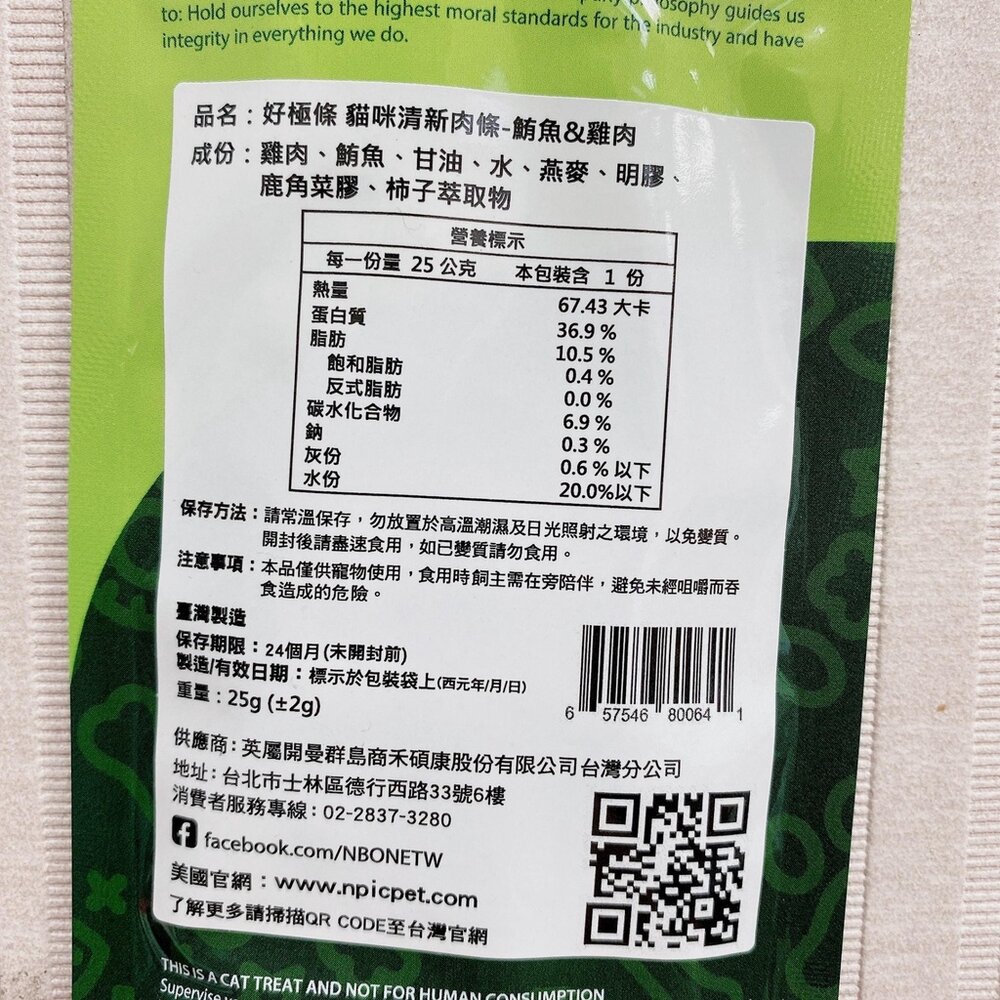 osophy guides us
to: Hold ourselves to the highest moral standards for the industry and have
integrity in everything we do.
品名：好極條 貓咪清新肉條-鮪魚&雞肉
成份：雞肉、鮪魚、甘油、水、燕麥、明膠、
鹿角菜膠、柿子萃取物
營養標示
每一份量 25 公克 本包裝含 1 份
熱量 67.43 大卡
蛋白質 36.9 %
脂肪 10.5 %
飽和脂肪 0.4 %
反式脂肪 0.0 %
碳水化合物 6.9 %
鈉 0.3 %
灰份 0.6 % 以下
水份 20.0%以下
保存方法：請常溫保存，勿放置於高溫潮濕及日光照射之環境，以免變質。
開封後請盡速食用，如已變質請勿食用。
注意事項：本品僅供寵物使用，食用時飼主需在旁陪伴，避免未經咀嚼而吞
食造成的危險。
臺灣製造
保存期限：24個月(未開封前)
製造/有效日期：標示於包裝袋上(西元年/月/日)
重量：25g (±2g)
6 57546 80064 1
供應商：英屬開曼群島商禾碩康股份有限公司台灣分公司
地址：台北市士林區德行西路33號6樓
消費者服務專線：02-2837-3280
facebook.com/NBONETW
美國官網：www.npicpet.com
了解更多請掃描QR CODE至台灣官網
THIS IS A CAT TREAT AND NOT FOR HUMAN CONSUMPTION
Supervise